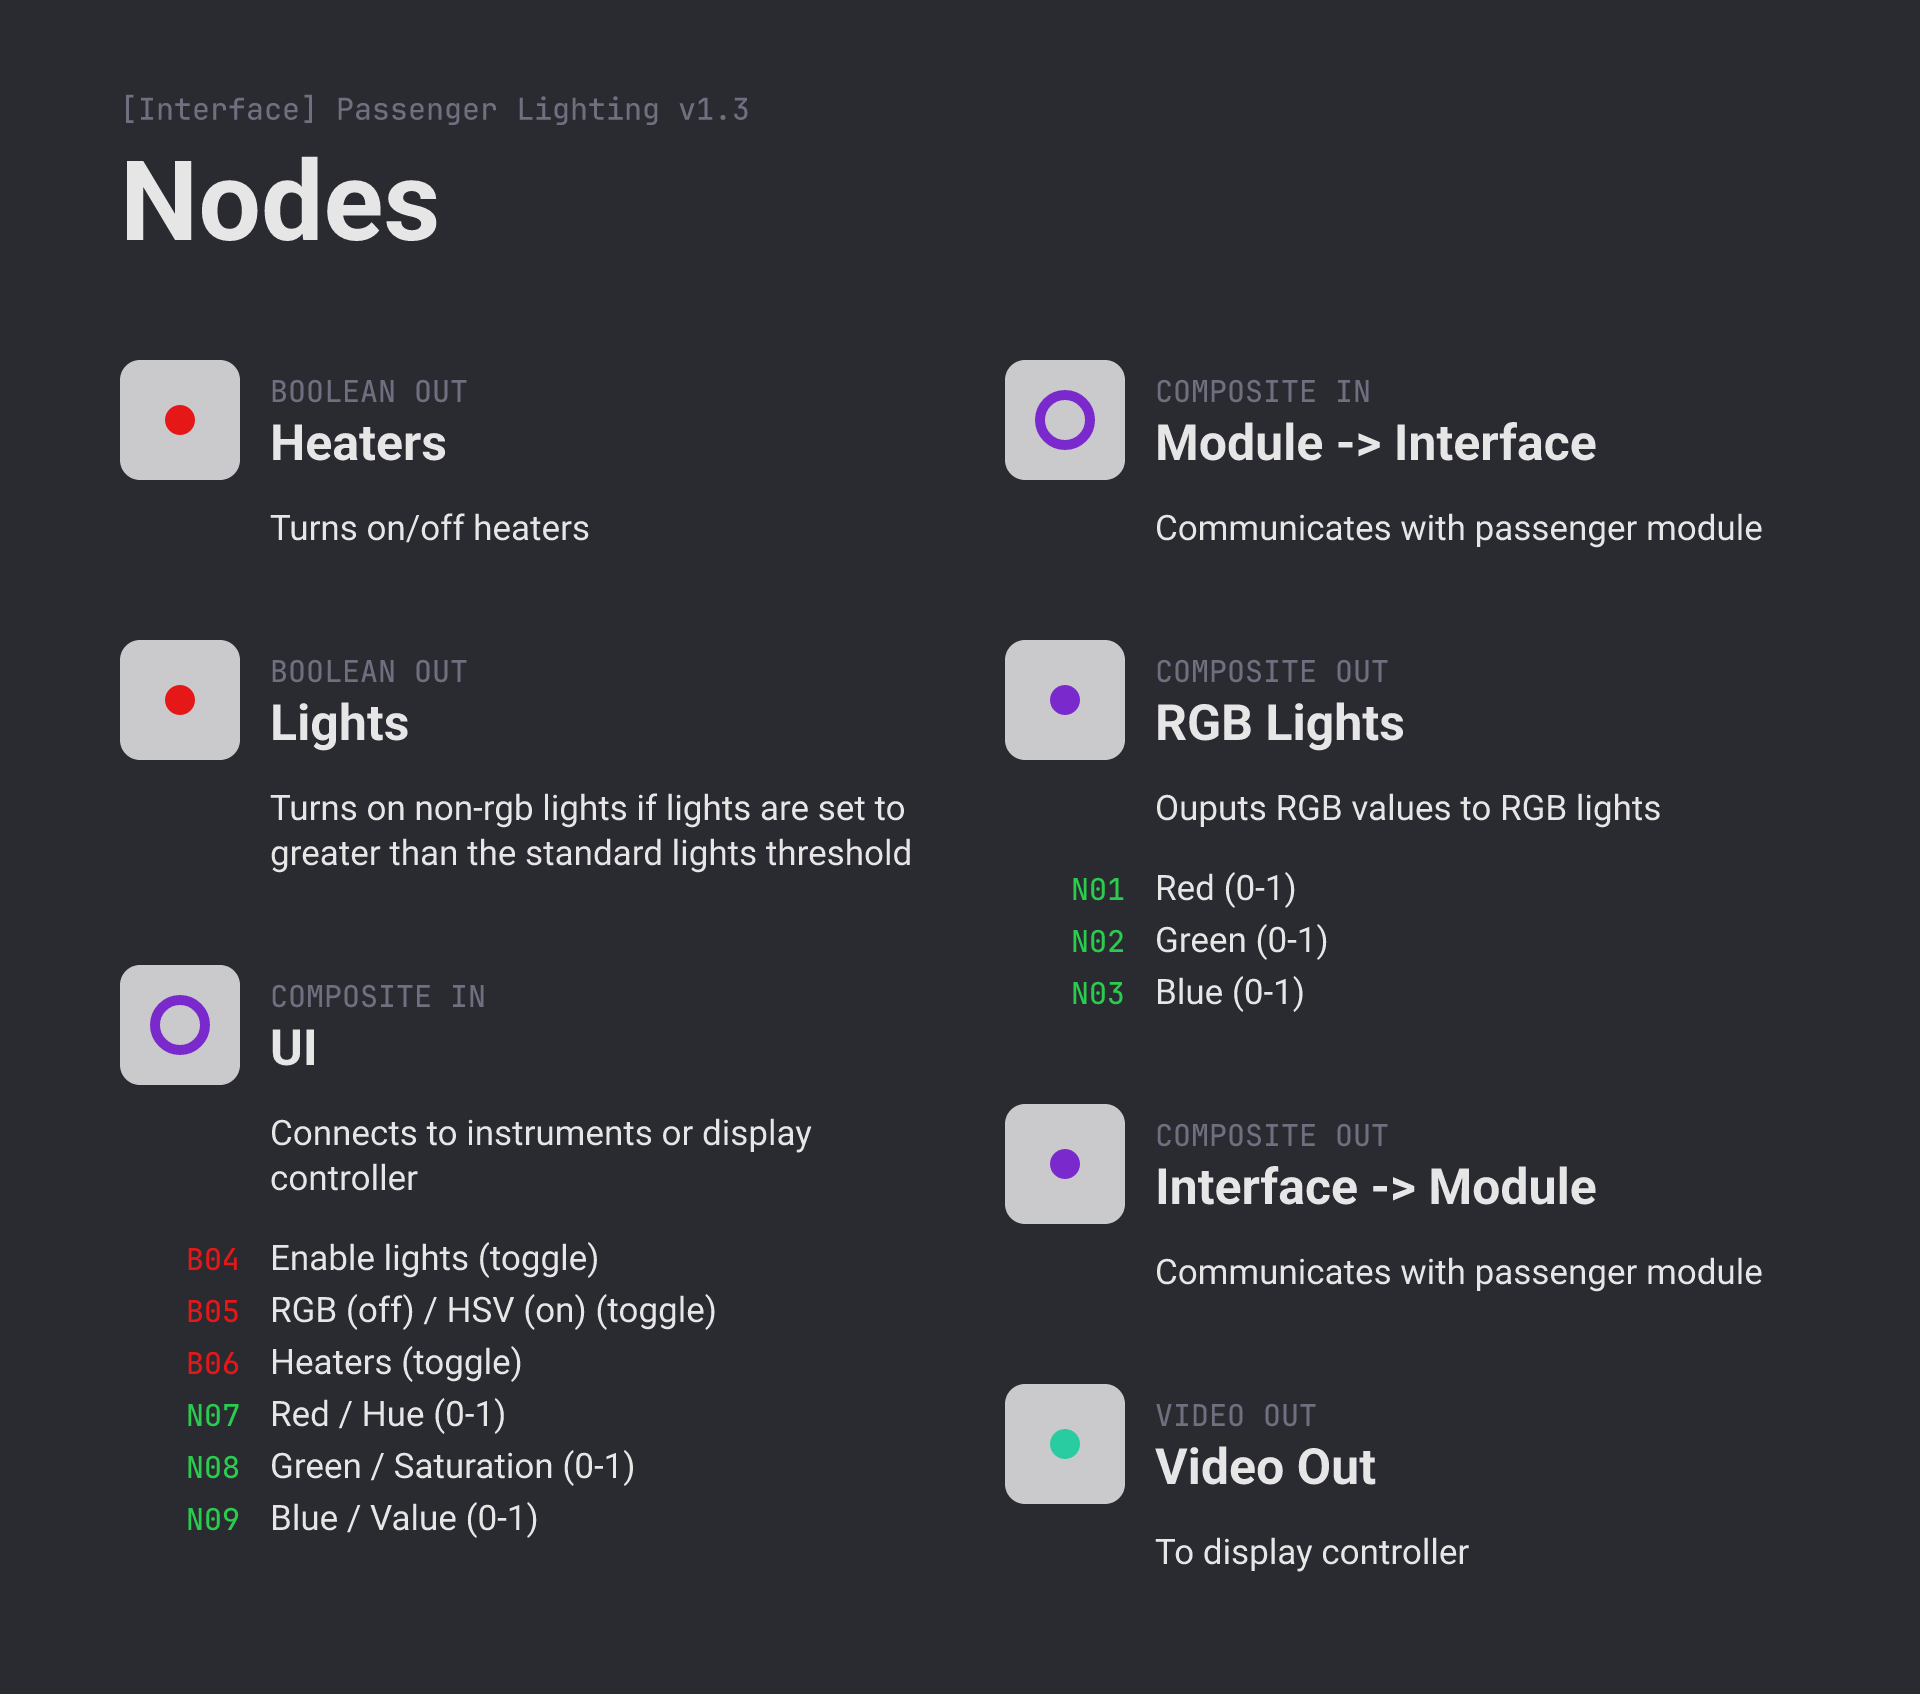 [Interface] Passenger Lighting v1.3
Nodes
BOOLEAN OUT
Heaters
Turns on/off heaters
BOOLEAN OUT
Lights
Turns on non-rgb lights if lights are set to
greater than the standard lights threshold
COMPOSITE IN
UI
Connects to instruments or display
controller
B04 Enable lights (toggle)
B05 RGB (off) / HSV (on) (toggle)
B06 Heaters (toggle)
N07 Red / Hue (0-1)
N08 Green / Saturation (0-1)
N09 Blue / Value (0-1)
COMPOSITE IN
Module -> Interface
Communicates with passenger module
COMPOSITE OUT
RGB Lights
Ouputs RGB values to RGB lights
N01 Red (0-1)
N02 Green (0-1)
N03 Blue (0-1)
COMPOSITE OUT
Interface -> Module
Communicates with passenger module
VIDEO OUT
Video Out
To display controller